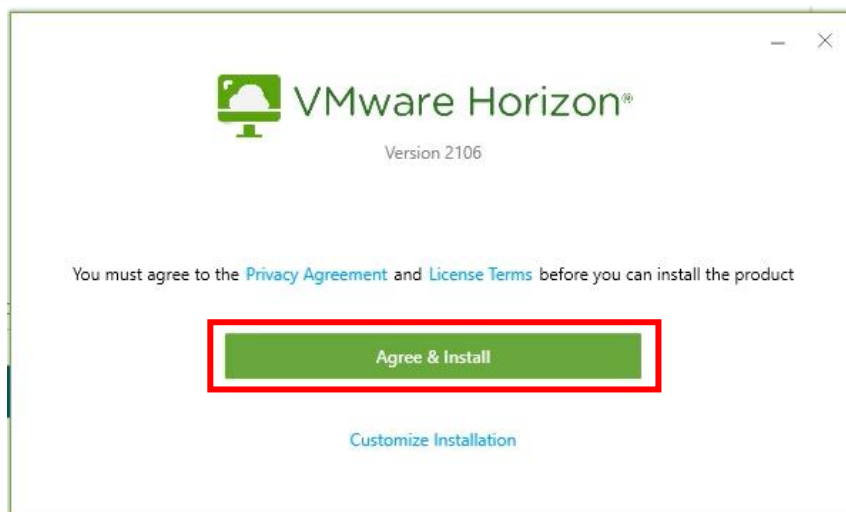 VMware Horizon®
Version 2106
You must agree to the Privacy Agreement and License Terms before you can install the product
Agree & Install
Customize Installation